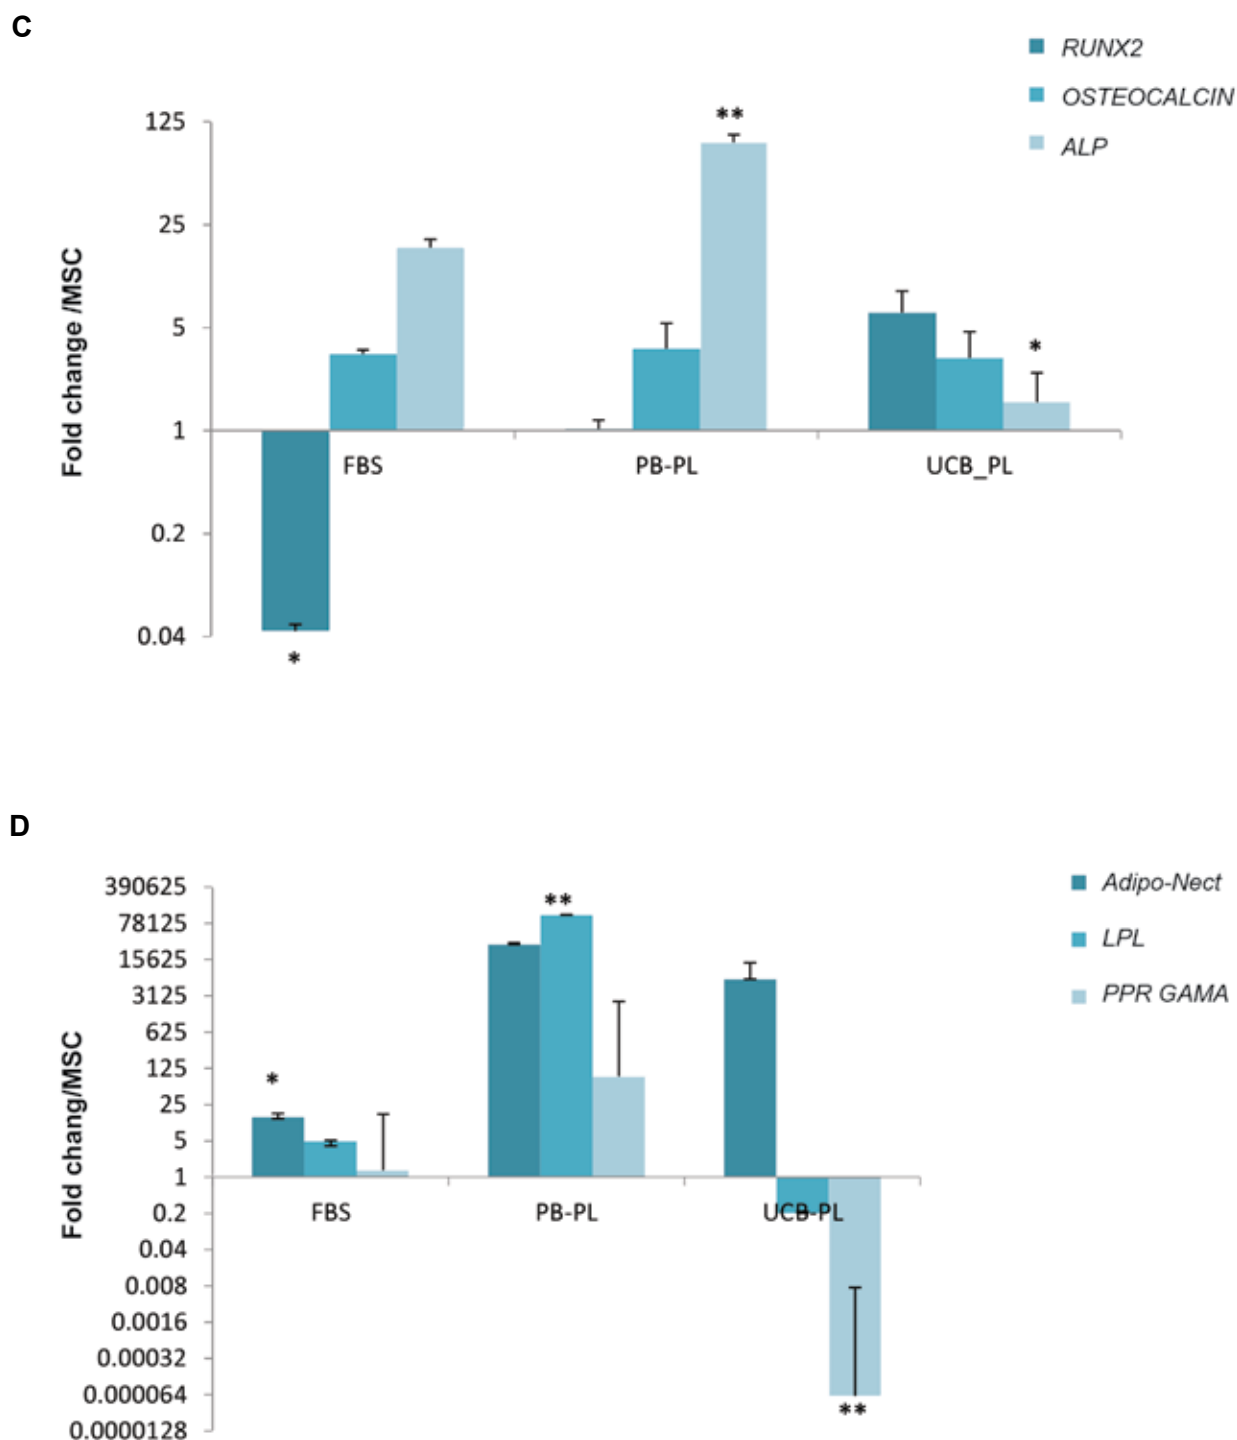 C
RUNX2
OSTEOCALCIN
ALP
**
125
25
5
1
0.2
0.04
Fold change /MSC
*
*
FBS
PB-PL
UCB_PL
D
Adipo-Nect
LPL
PPR GAMA
390625
78125
15625
3125
625
125
25
5
1
0.2
0.04
0.008
0.0016
0.00032
0.000064
0.0000128
Fold chang/MSC
**
*
FBS
PB-PL
UCB-PL
**